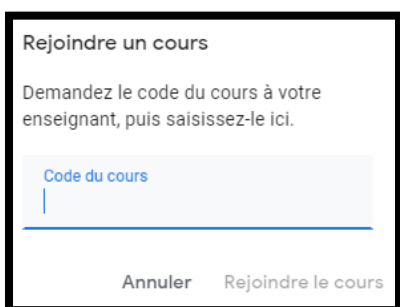 Rejoindre un cours
Demandez le code du cours à votre
enseignant, puis saisissez-le ici.
Code du cours
Annuler Rejoindre le cours